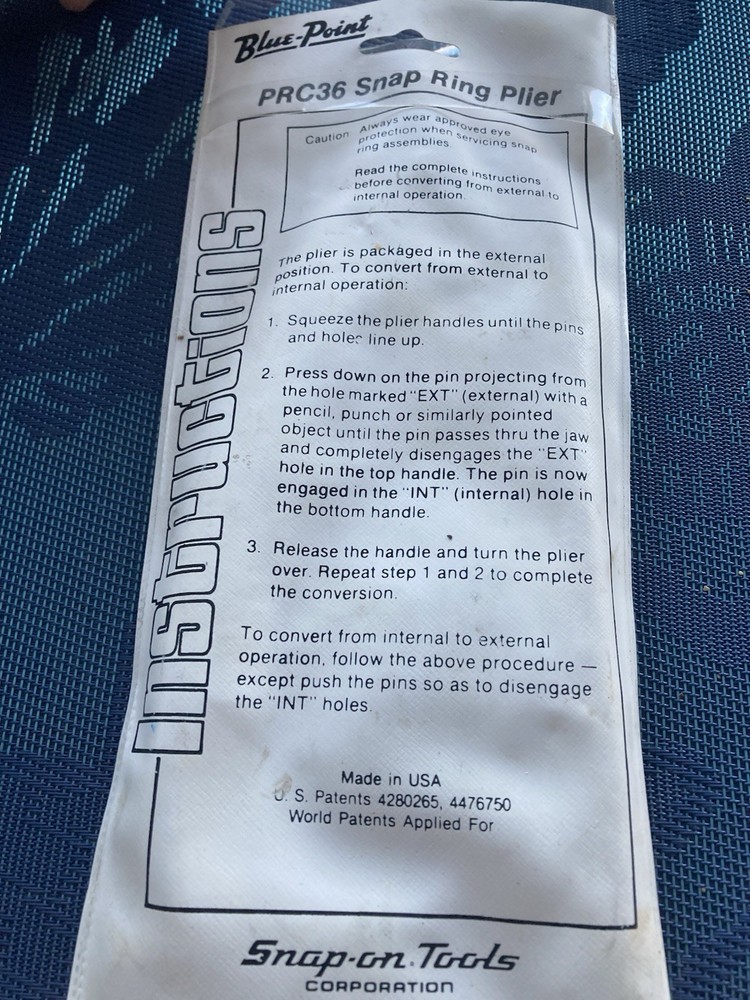 Blue-Point
PRC36 Snap Ring Plier
Caution: Always wear approved eye
protection when servicing snap
ring assemblies.
Read the complete instructions
before converting from external to
internal operation.
Instructions
The plier is packaged in the external
position. To convert from external to
internal operation:
1. Squeeze the plier handles until the pins
and holes line up.
2. Press down on the pin projecting from
the hole marked "EXT" (external) with a
pencil, punch or similarly pointed
object until the pin passes thru the jaw
and completely disengages the "EXT"
hole in the top handle. The pin is now
engaged in the "INT" (internal) hole in
the bottom handle.
3. Release the handle and turn the plier
over. Repeat step 1 and 2 to complete
the conversion.
To convert from internal to external
operation, follow the above procedure —
except push the pins so as to disengage
the "INT" holes.
Made in USA
U. S. Patents 4280265, 4476750
World Patents Applied For
Snap-on Tools
CORPORATION